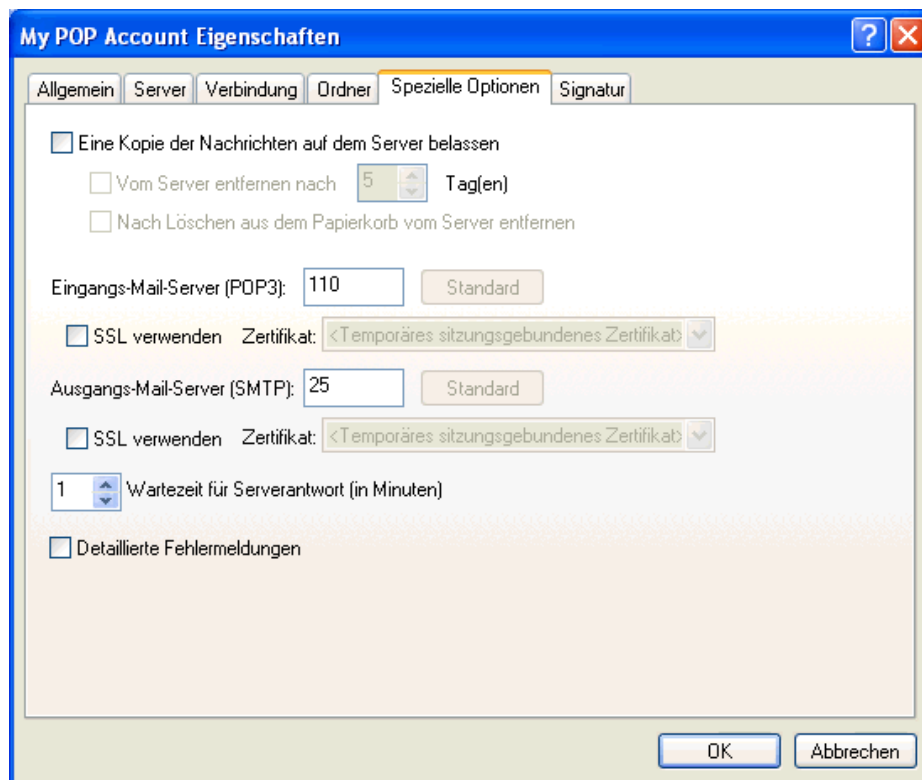 My POP Account Eigenschaften
Allgemein Server Verbindung Ordner Spezielle Optionen Signatur
Eine Kopie der Nachrichten auf dem Server belassen
Vom Server entfernen nach 5 Tag(en)
Nach Löschen aus dem Papierkorb vom Server entfernen
Eingangs-Mail-Server (POP3): 110 Standard
SSL verwenden Zertifikat: <Temporäres sitzungsgebundenes Zertifikat>
Ausgangs-Mail-Server (SMTP): 25 Standard
SSL verwenden Zertifikat: <Temporäres sitzungsgebundenes Zertifikat>
1 Wartezeit für Serverantwort (in Minuten)
Detaillierte Fehlermeldungen
OK Abbrechen